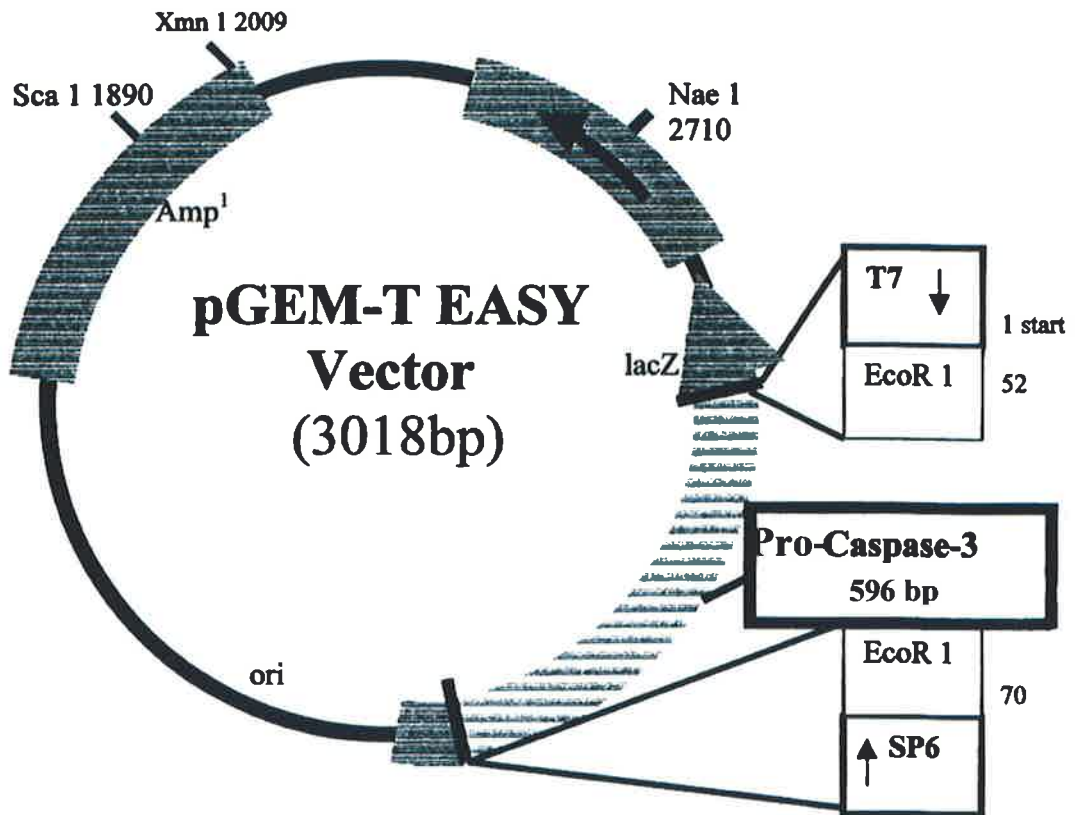 Xmn 1 2009
Sca 1 1890
Nae 1
2710
Amp¹
pGEM-T EASY
Vector
(3018bp)
lacZ
T7
1 start
EcoR 1
52
Pro-Caspase-3
596 bp
EcoR 1
70
SP6
ori